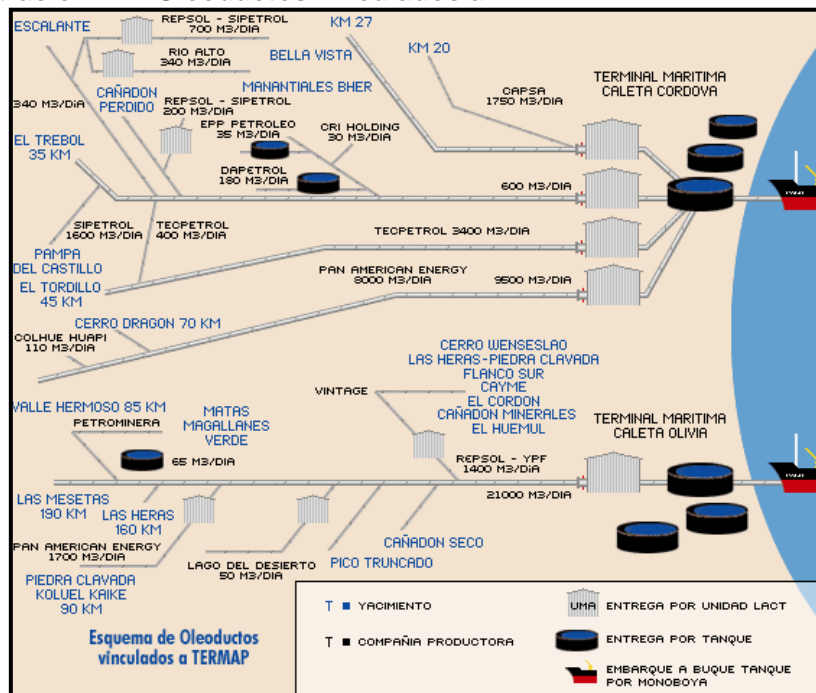 ESCALANTE
REPSOL - SIPETROL
700 M3/DIA
RIO ALTO
340 M3/DIA
340 M3/DIA
CAÑADON
PERDIDO
REPSOL - SIPETROL
200 M3/DIA
KM 27
BELLA VISTA
KM 20
MANANTIALES BHER
EPP PETROLEO
35 M3/DIA
CRI HOLDING
30 M3/DIA
CAPSA
1750 M3/DIA
TERMINAL MARITIMA
CALETA CORDOVA
EL TREBOL
35 KM
DAPETROL
180 M3/DIA
600 M3/DIA
SIPETROL
1600 M3/DIA
TECPETROL
400 M3/DIA
TECPETROL 3400 M3/DIA
PAMPA
DEL CASTILLO
EL TORDILLO
45 KM
PAN AMERICAN ENERGY
8000 M3/DIA
9500 M3/DIA
CERRO DRAGON 70 KM
COLHUE HUAPI
110 M3/DIA
CERRO WENSESLAO
LAS HERAS-PIEDRA CLAVADA
FLANCO SUR
CAYME
EL CORDON
CAÑADON MINERALES
EL HUEMUL
VINTAGE
VALLE HERMOSO 85 KM
PETROMINERA
MATAS
MAGALLANES
VERDE
65 M3/DIA
TERMINAL MARITIMA
CALETA OLIVIA
REPSOL - YPF
1400 M3/DIA
21000 M3/DIA
LAS MESETAS
190 KM
LAS HERAS
160 KM
PAN AMERICAN ENERGY
1700 M3/DIA
LAGO DEL DESIERTO
50 M3/DIA
PICO TRUNCADO
CAÑADON SECO
PIEDRA CLAVADA
KOLUEL KAIKE
90 KM
Esquema de Oleoductos
vinculados a TERMAP
T YACIMIENTO
T COMPAÑIA PRODUCTORA
UMA ENTREGA POR UNIDAD LACT
ENTREGA POR TANQUE
EMBARQUE A BUQUE TANQUE
POR MONOBOYA